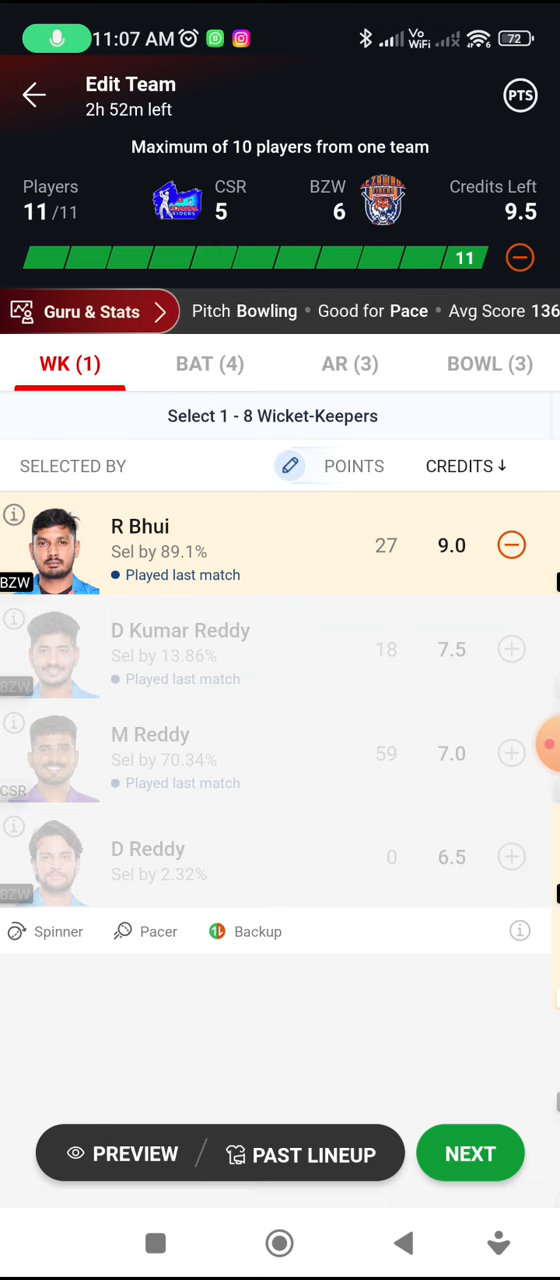 11:07 AM
Vo
WiFi
6
72
Edit Team
2h 52m left
PTS
Maximum of 10 players from one team
Players
11/11
CSR
5
BZW
6
Credits Left
9.5
11
Guru & Stats
Pitch Bowling • Good for Pace • Avg Score 136
WK (1)
BAT (4)
AR (3)
BOWL (3)
Select 1 - 8 Wicket-Keepers
SELECTED BY
POINTS
CREDITS ↓
R Bhui
Sel by 89.1%
Played last match
27
9.0
BZW
D Kumar Reddy
Sel by 13.86%
Played last match
18
7.5
BZW
M Reddy
Sel by 70.34%
Played last match
59
7.0
CSR
D Reddy
Sel by 2.32%
0
6.5
BZW
Spinner
Pacer
Backup
PREVIEW / PAST LINEUP
NEXT